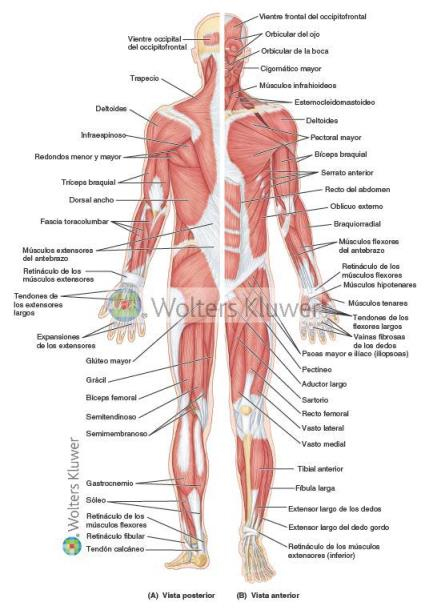 Vientre occipital
del occipitofrontal
Trapecio
Deltoides
Infraespinoso
Redondos menor y mayor
Tríceps braquial
Dorsal ancho
Fascia toracolumbar
Músculos extensores
del antebrazo
Retináculo de los
músculos extensores
Tendones de
los extensores
largos
Expansiones
de los extensores
Glúteo mayor
Grácil
Bíceps femoral
Semitendinoso
Semimembranoso
Gastrocnemio
Sóleo
Retináculo de los
músculos flexores
Retináculo fibular
Tendón calcáneo
Vientre frontal del occipitofrontal
Orbicular del ojo
Orbicular de la boca
Cigomático mayor
Músculos infrahioideos
Esternocleidomastoideo
Deltoides
Pectoral mayor
Bíceps braquial
Serrato anterior
Recto del abdomen
Oblicuo externo
Braquiorradial
Músculos flexores
del antebrazo
Retináculo de los
músculos flexores
Músculos hipotenares
Músculos tenares
Tendones de los
flexores largos
Vainas fibrosas
de los dedos
Psoas mayor e ilíaco (iliopsoas)
Pectíneo
Aductor largo
Sartorio
Recto femoral
Vasto lateral
Vasto medial
Tibial anterior
Fíbula larga
Extensor largo de los dedos
Extensor largo del dedo gordo
Retináculo de los músculos
extensores (inferior)
Wolters Kluwer
Wolters Kluwer
(A) Vista posterior
(B) Vista anterior